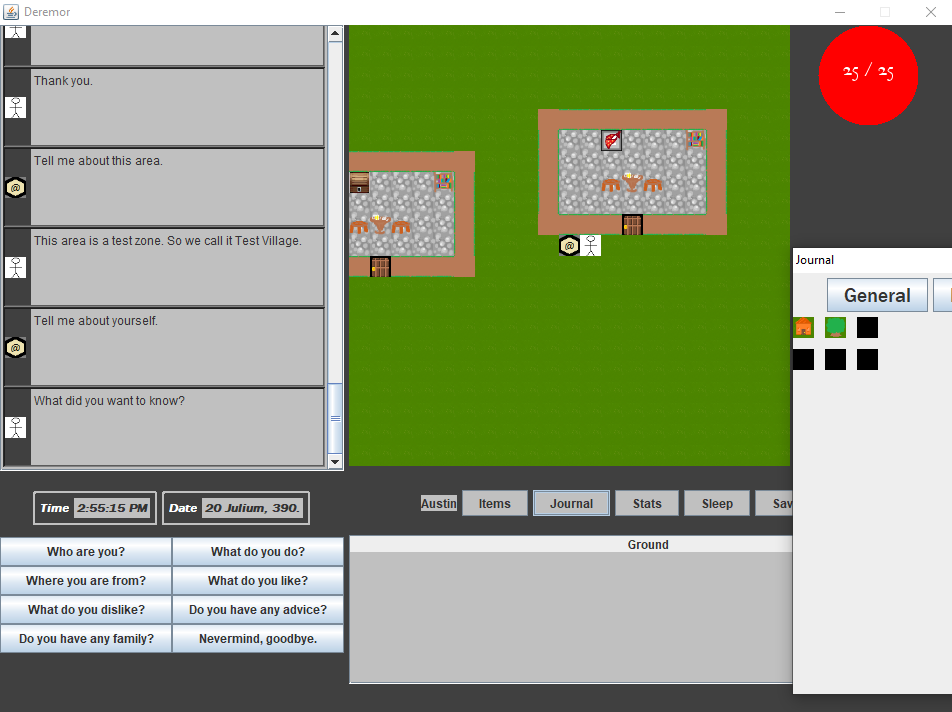 Deremor
Thank you.
Tell me about this area.
@
This area is a test zone. So we call it Test Village.
Tell me about yourself.
@
What did you want to know?
@
25 / 25
Journal
General
Time 2:55:15 PM Date 20 Julium, 390.
Austin Items Journal Stats Sleep Sav
Who are you? What do you do?
Where you are from? What do you like?
What do you dislike? Do you have any advice?
Do you have any family? Nevermind, goodbye.
Ground